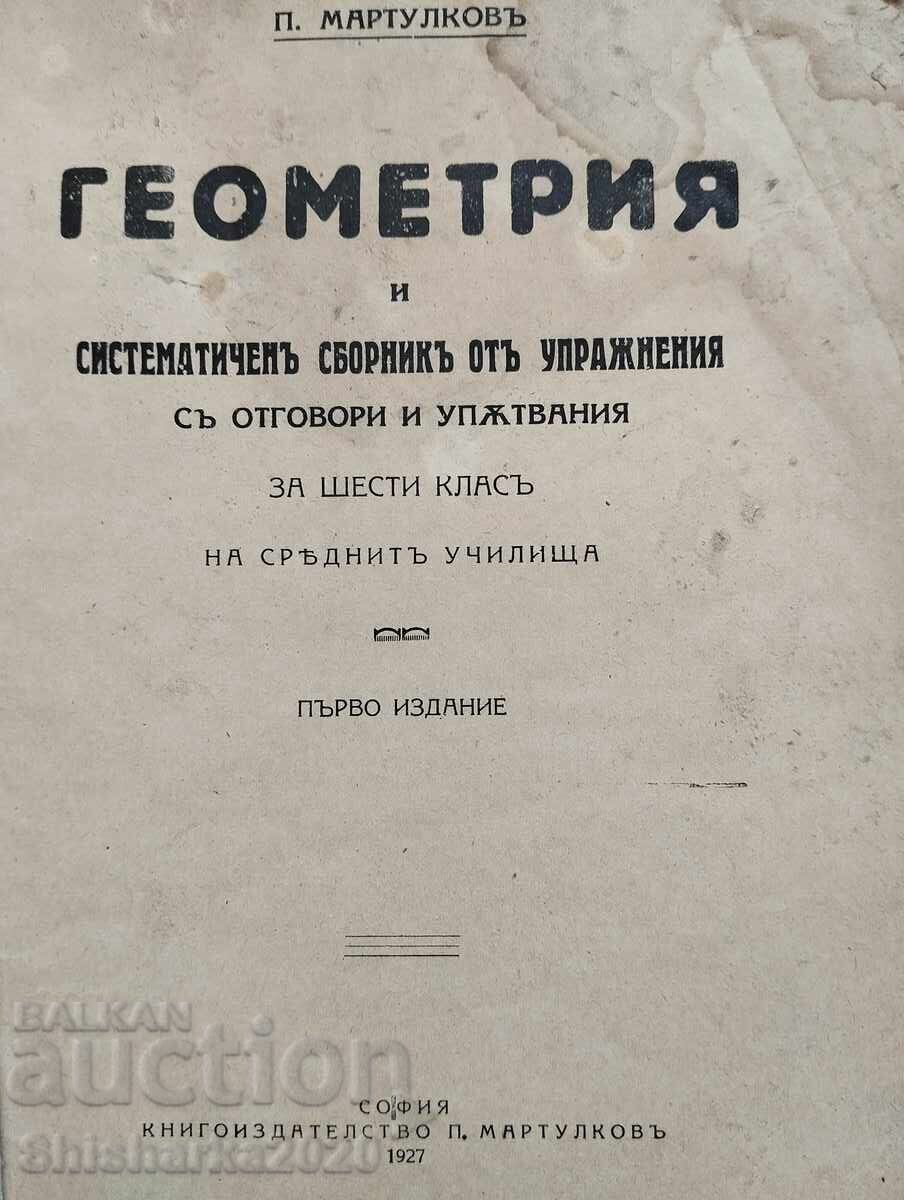 П. МАРТУЛКОВЪ
ГЕОМЕТРИЯ
И
СИСТЕМАТИЧЕНЪ СБОРНИКЪ ОТЪ УПРАЖНЕНИЯ
СЪ ОТГОВОРИ И УПѪТВАНИЯ
ЗА ШЕСТИ КЛАСЪ
НА СРѢДНИТѢ УЧИЛИЩА
ПЪРВО ИЗДАНИЕ
СОФИЯ
КНИГОИЗДАТЕЛСТВО П. МАРТУЛКОВЪ
1927
BALKAN
auction
Shisharka2020